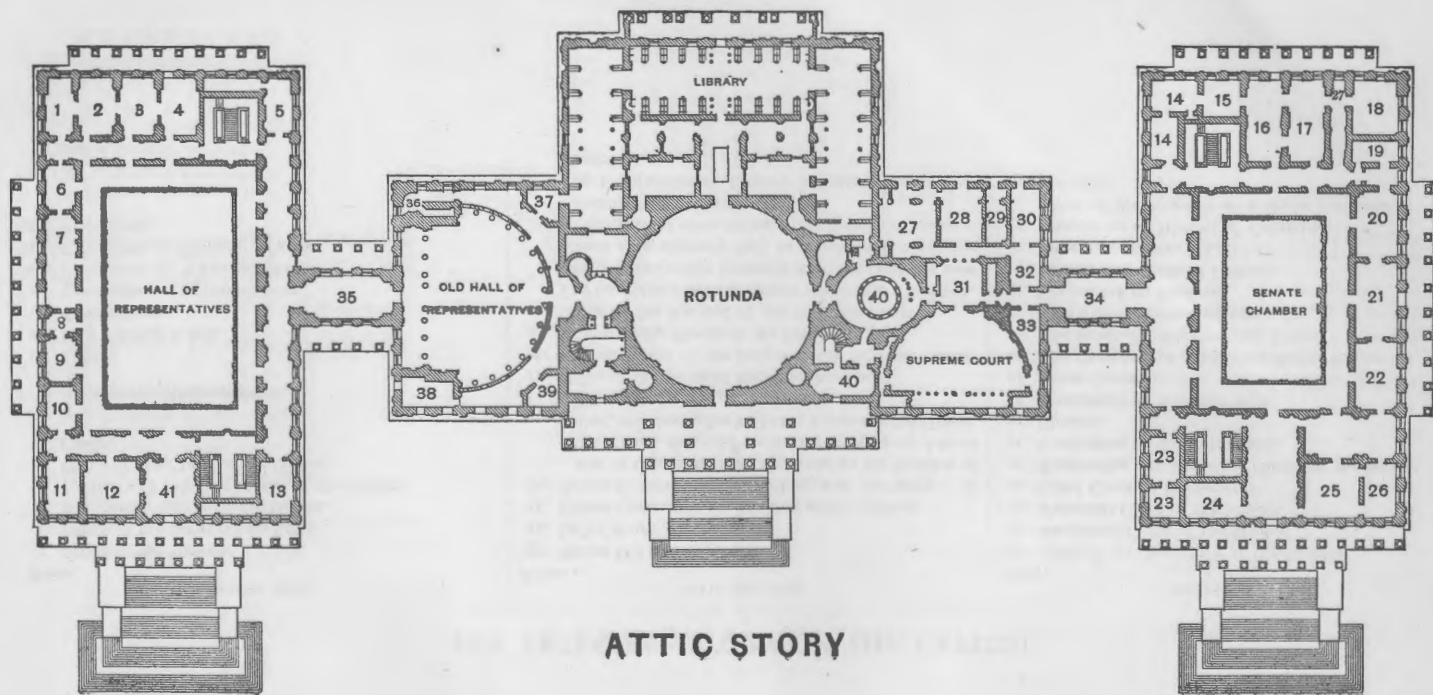 LIBRARY
1 2 3 4 5
6
8
9
10
11 12 41 13
HALL OF
REPRESENTATIVES
35
36 37
OLD HALL OF
REPRESENTATIVES
38 39
ROTUNDA
27 28 29 30
31 32
40
33
34
SUPREME COURT
40
14 15 16 17 27 18
14 19
20
21
22
SENATE
CHAMBER
23
23 24 25 26
ATTIC STORY